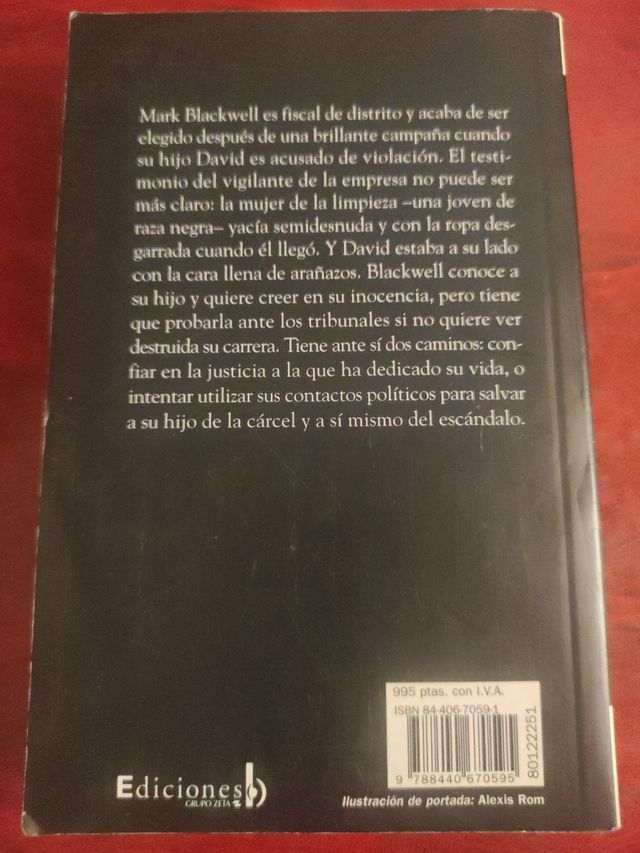 Mark Blackwell es fiscal de distrito y acaba de ser
elegido después de una brillante campaña cuando
su hijo David es acusado de violación. El testi-
monio del vigilante de la empresa no puede ser
más claro: la mujer de la limpieza –una joven de
raza negra– yacía semidesnuda y con la ropa des-
garrada cuando él llegó. Y David estaba a su lado
con la cara llena de arañazos. Blackwell conoce a
su hijo y quiere creer en su inocencia, pero tiene
que probarla ante los tribunales si no quiere ver
destruida su carrera. Tiene ante sí dos caminos: con-
fiar en la justicia a la que ha dedicado su vida, o
intentar utilizar sus contactos políticos para salvar
a su hijo de la cárcel y a sí mismo del escándalo.
995 ptas. con I.V.A.
ISBN 84-406-7059-1
9 788440 670595
80122251
Ediciones b
GRUPO ZETA
Ilustración de portada: Alexis Rom